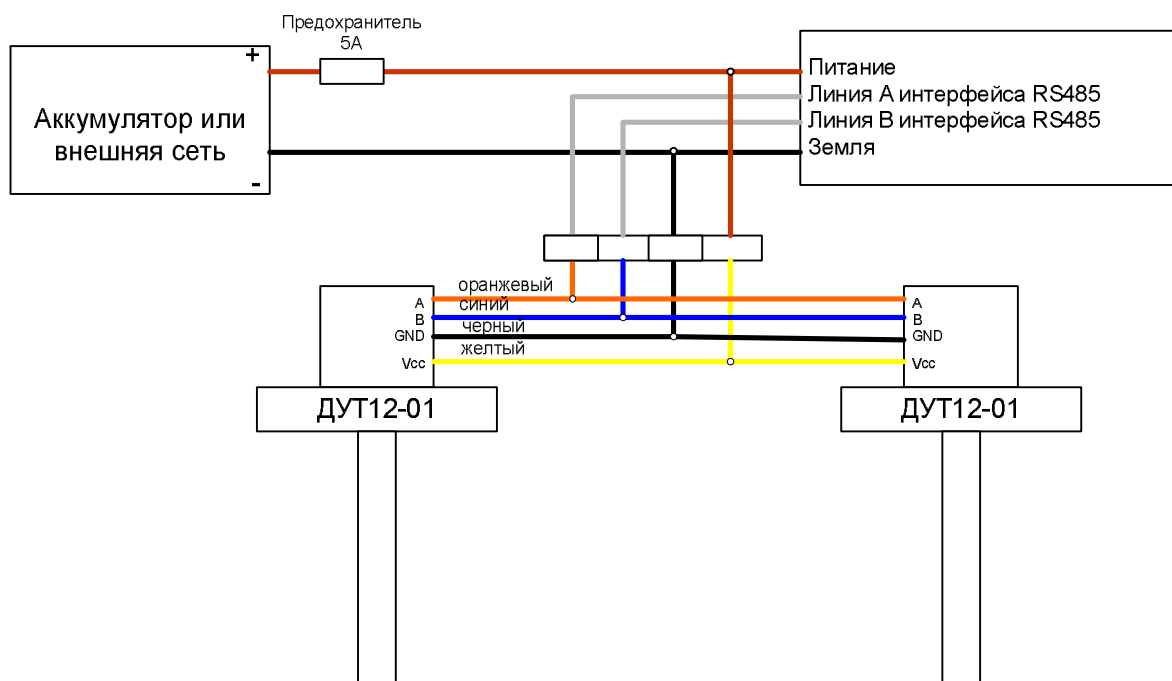 Предохранитель
5А
+
Аккумулятор или
внешняя сеть
-
Питание
Линия А интерфейса RS485
Линия В интерфейса RS485
Земля
оранжевый
A
синий
B
черный
GND
желтый
Vcc
A
B
GND
Vcc
ДУТ12-01
ДУТ12-01